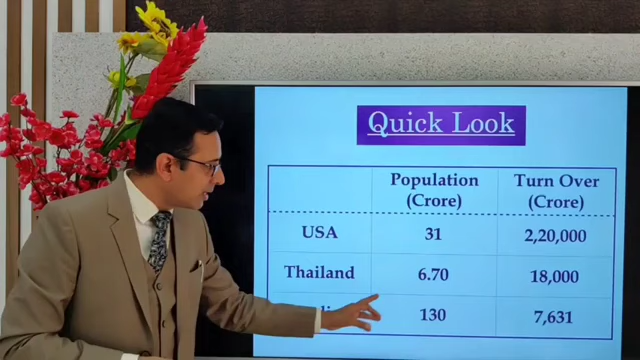 Quick Look
Population Turn Over
(Crore) (Crore)
USA 31 2,20,000
Thailand 6.70 18,000
130 7,631